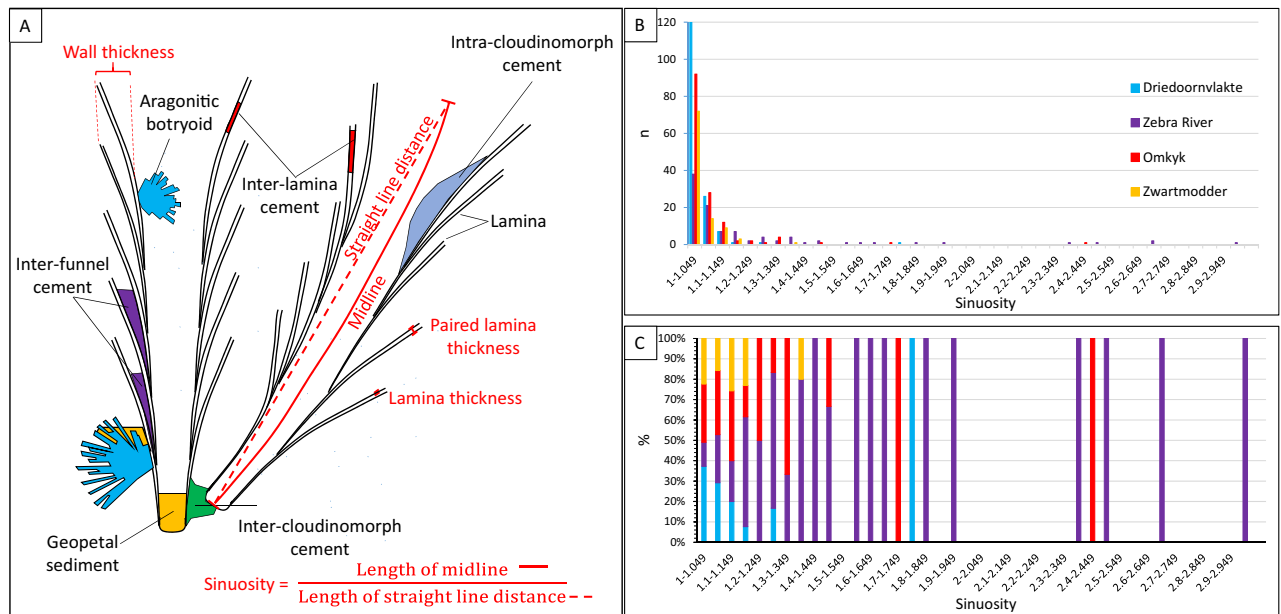 A
Wall thickness
Aragonitic
botryoid
Inter-lamina
cement
Intra-cloudinomorph
cement
Straight line distance
Midline
Lamina
Inter-funnel
cement
Paired lamina
thickness
Lamina thickness
Inter-cloudinomorph
cement
Geopetal
sediment
Sinuosity = Length of midline
Length of straight line distance
B
120
100
80
60
40
20
0
n
Driedoornvlakte
Zebra River
Omkyk
Zwartmodder
1-1.049
1.1-1.149
1.2-1.249
1.3-1.349
1.4-1.449
1.5-1.549
1.6-1.649
1.7-1.749
1.8-1.849
1.9-1.949
2-2.049
2.1-2.149
2.2-2.249
2.3-2.349
2.4-2.449
2.5-2.549
2.6-2.649
2.7-2.749
2.8-2.849
2.9-2.949
Sinuosity
C
100%
90%
80%
70%
60%
50%
40%
30%
20%
10%
0%
%
1-1.049
1.1-1.149
1.2-1.249
1.3-1.349
1.4-1.449
1.5-1.549
1.6-1.649
1.7-1.749
1.8-1.849
1.9-1.949
2-2.049
2.1-2.149
2.2-2.249
2.3-2.349
2.4-2.449
2.5-2.549
2.6-2.649
2.7-2.749
2.8-2.849
2.9-2.949
Sinuosity